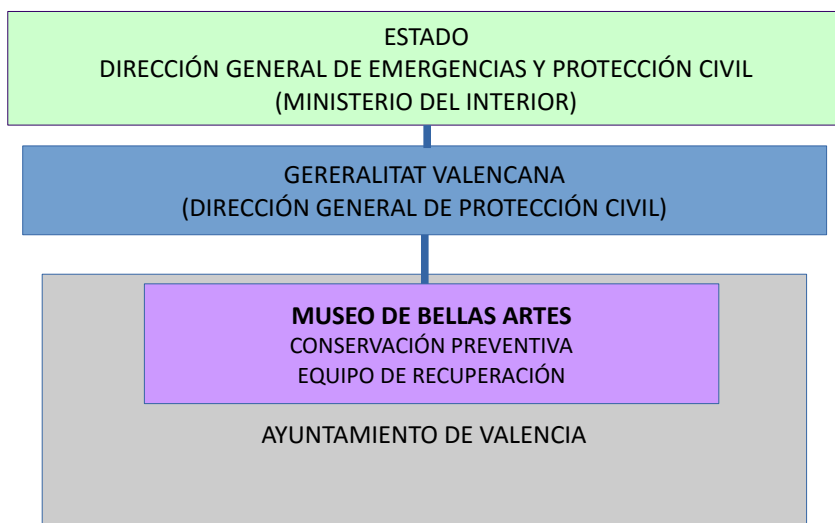 ESTADO
DIRECCIÓN GENERAL DE EMERGENCIAS Y PROTECCIÓN CIVIL
(MINISTERIO DEL INTERIOR)
GERERALITAT VALENCANA
(DIRECCIÓN GENERAL DE PROTECCIÓN CIVIL)
MUSEO DE BELLAS ARTES
CONSERVACIÓN PREVENTIVA
EQUIPO DE RECUPERACIÓN
AYUNTAMIENTO DE VALENCIA